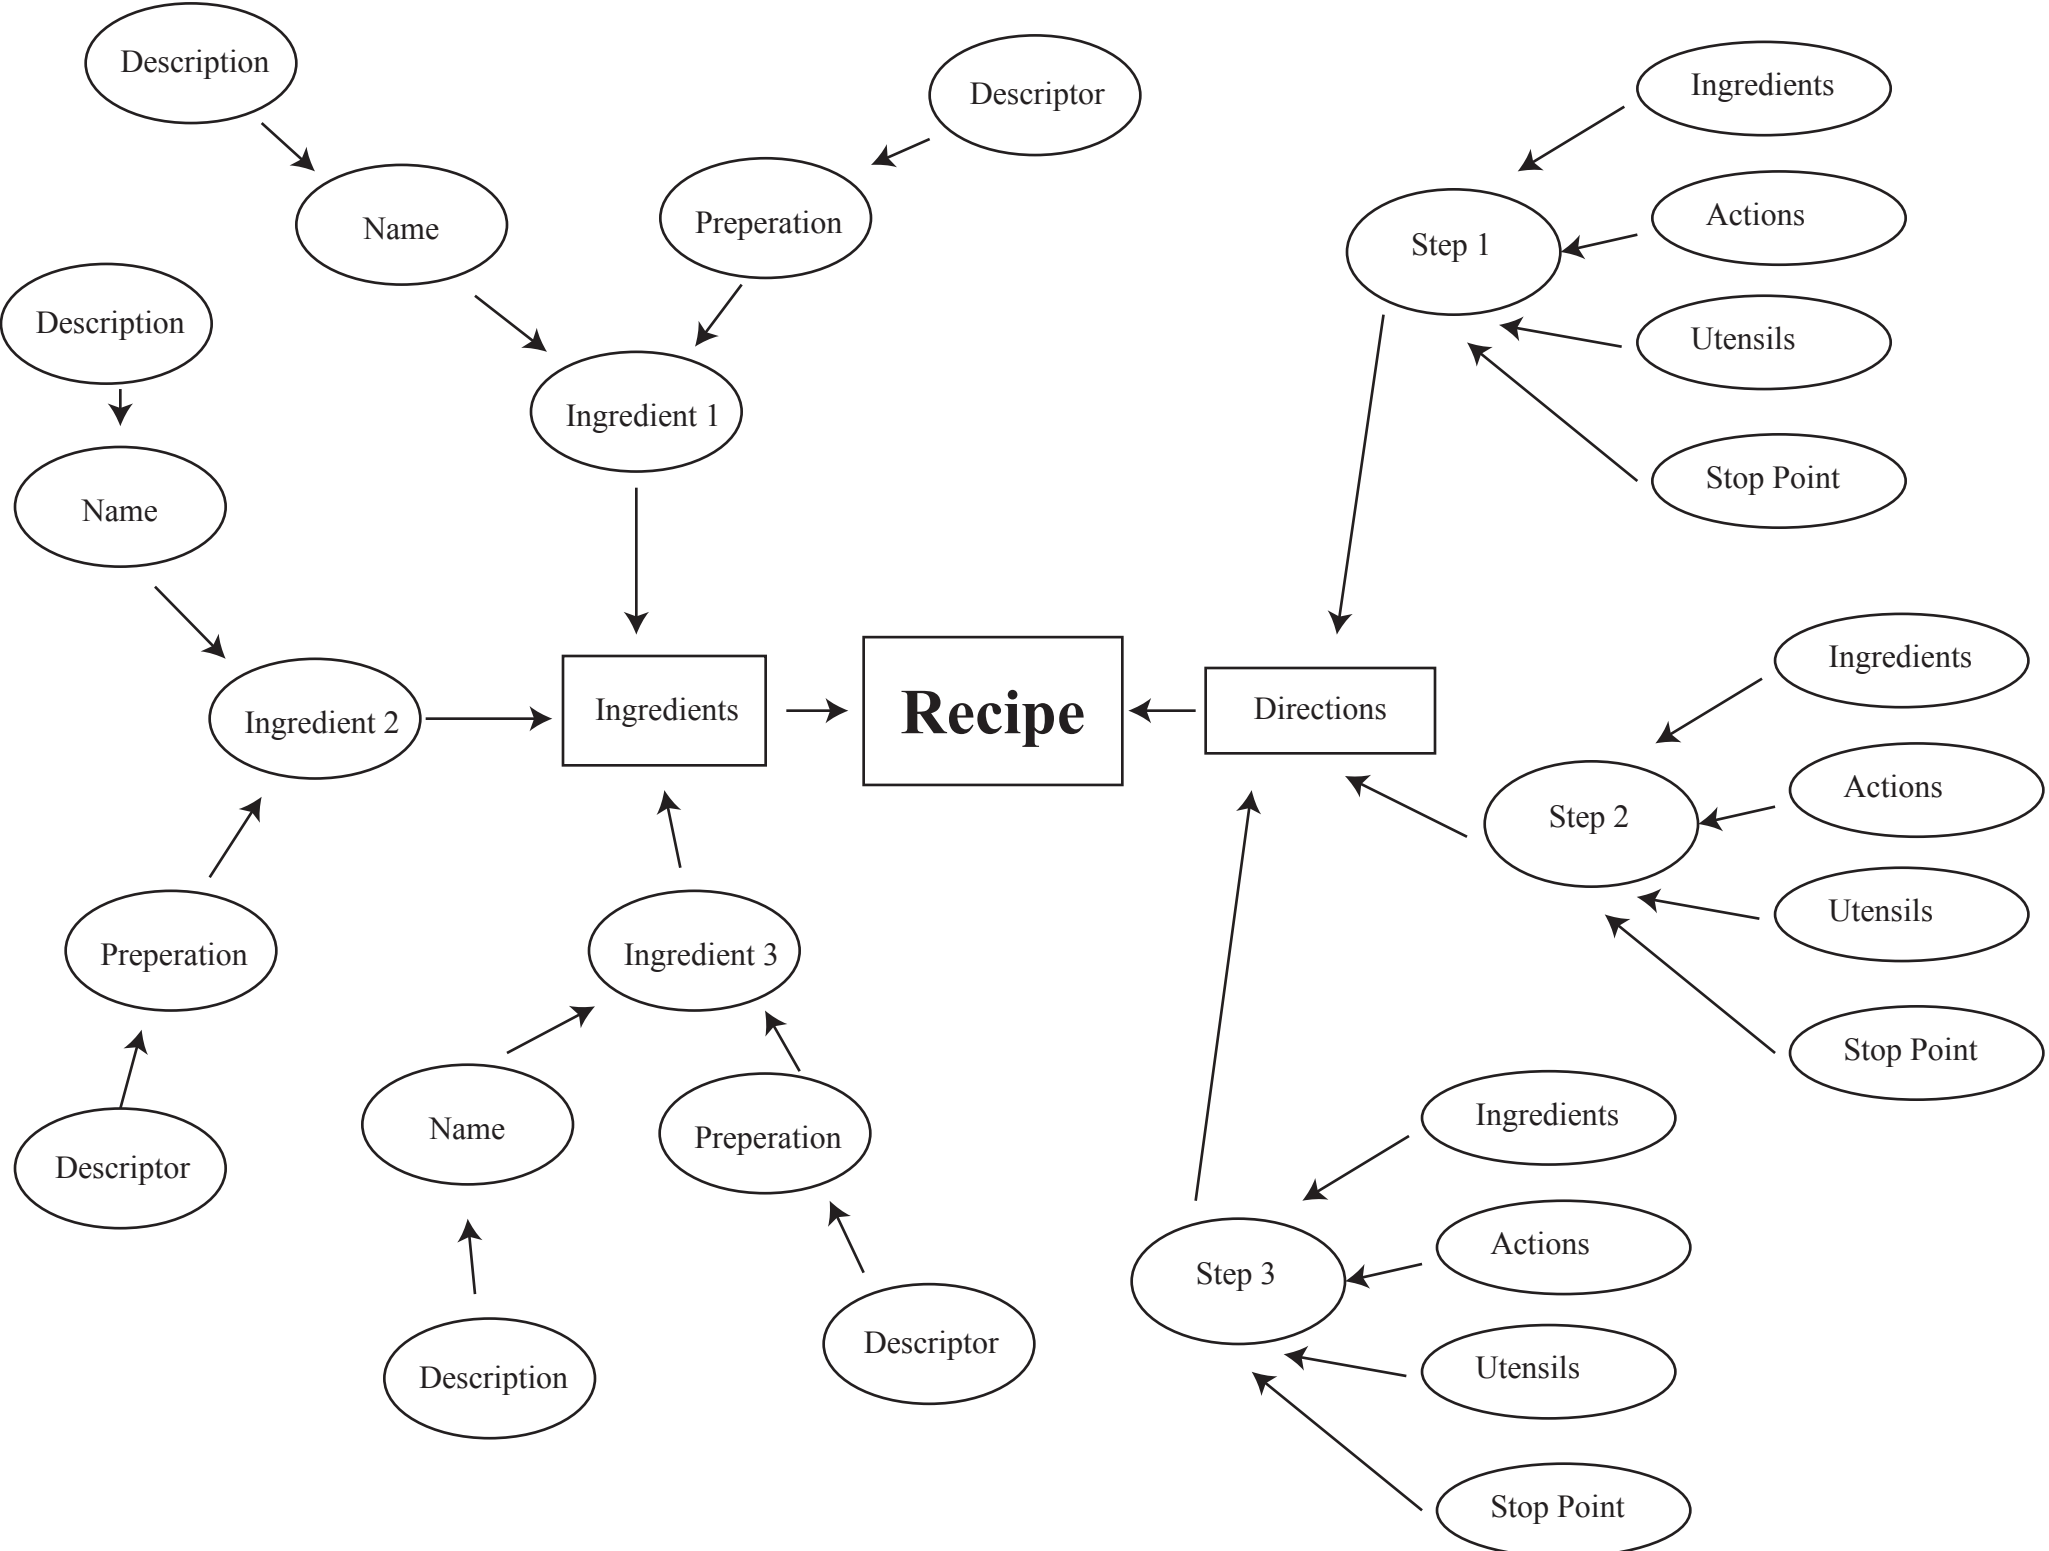 Description
Descriptor
Ingredients
Name
Preperation
Actions
Step 1
Description
Utensils
Ingredient 1
Stop Point
Name
Ingredients
Ingredient 2
Ingredients
Recipe
Directions
Actions
Step 2
Utensils
Preperation
Ingredient 3
Stop Point
Name
Preperation
Ingredients
Descriptor
Actions
Step 3
Description
Descriptor
Utensils
Stop Point